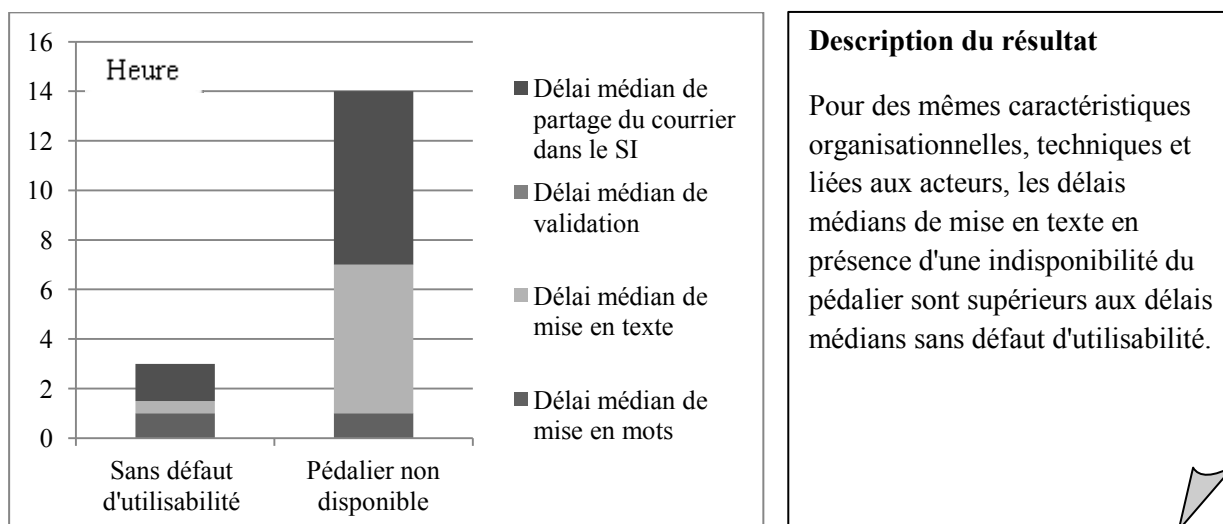 16
14
12
10
8
6
4
2
0
Heure
Sans défaut
d'utilisabilité
Pédalier non
disponible
Délai médian de
partage du courrier
dans le SI
Délai médian de
validation
Délai médian de
mise en texte
Délai médian de
mise en mots
Description du résultat
Pour des mêmes caractéristiques
organisationnelles, techniques et
liées aux acteurs, les délais
médians de mise en texte en
présence d'une indisponibilité du
pédalier sont supérieurs aux délais
médians sans défaut d'utilisabilité.